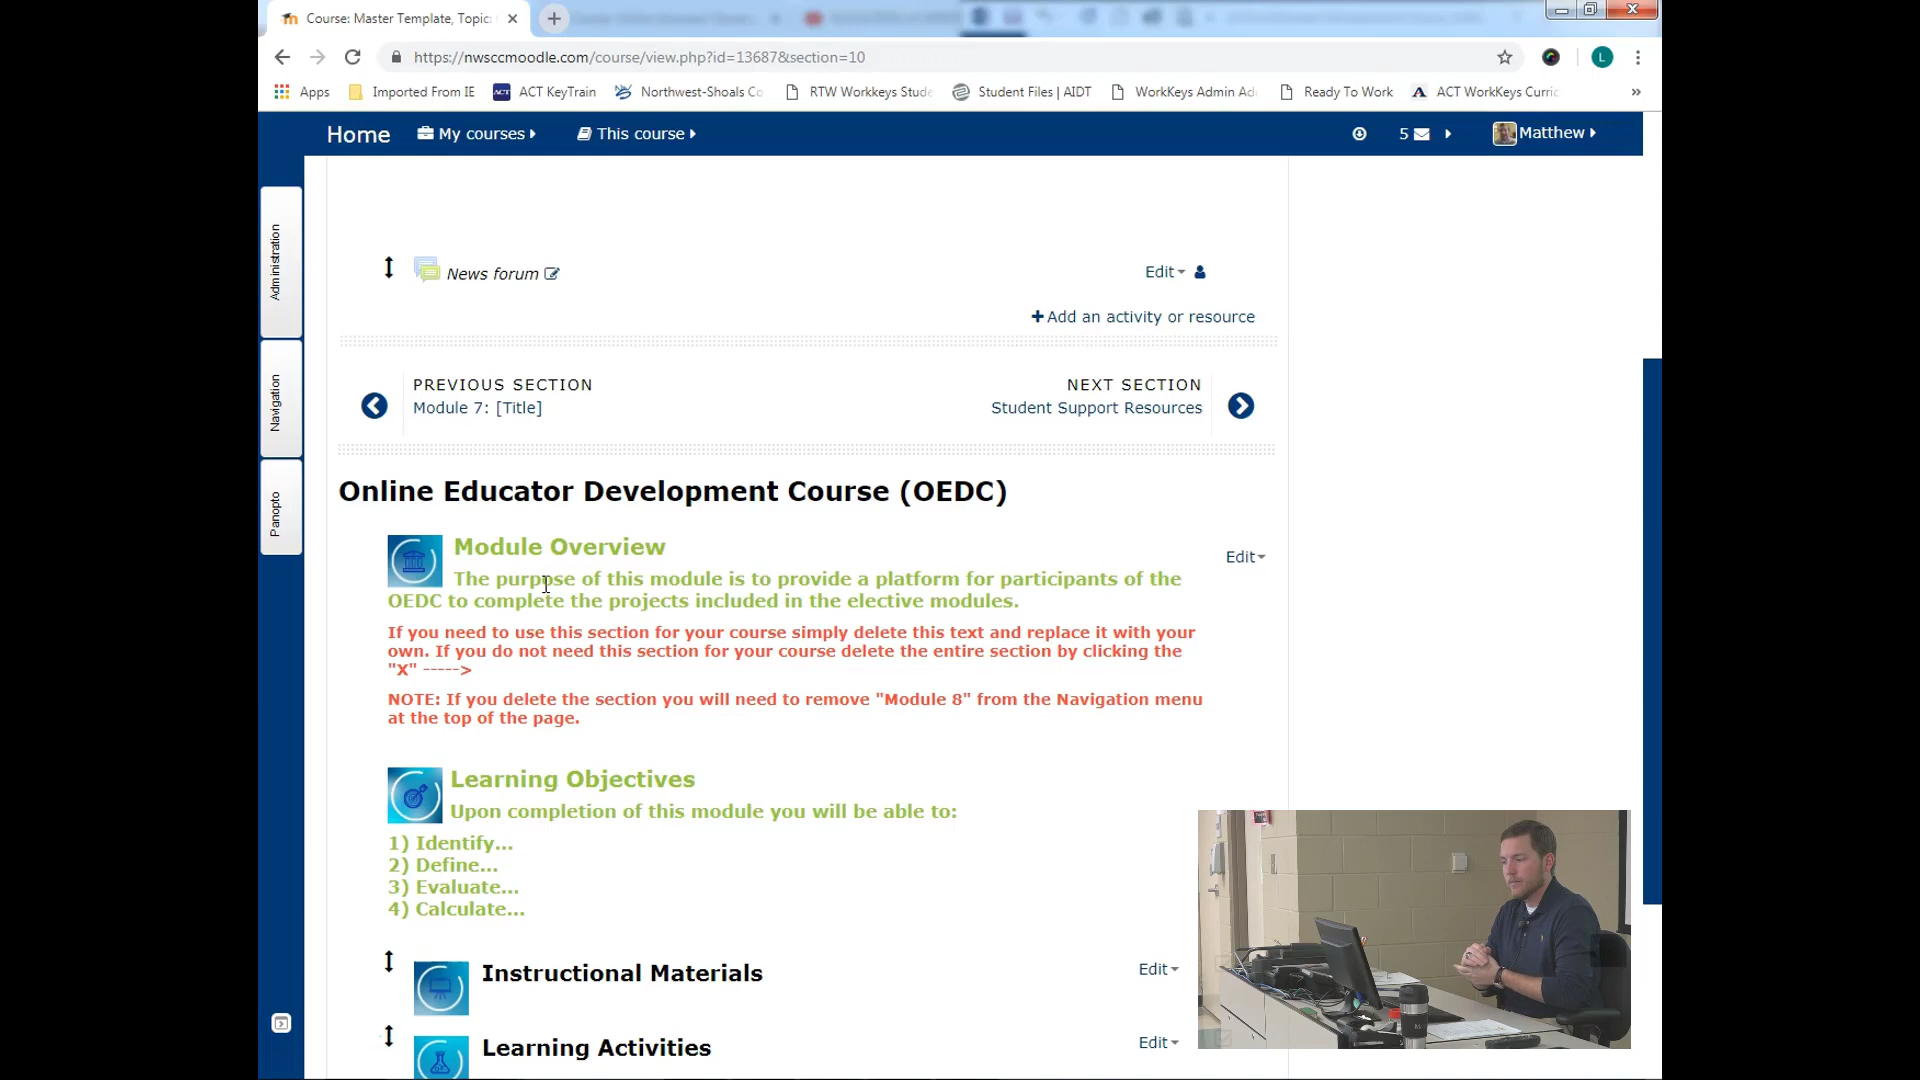 Course: Master Template, Topic:
https://nwsccmoodle.com/course/view.php?id=13687&section=10
L
Apps
Imported From IE
ACT KeyTrain
Northwest-Shoals Co
RTW Workkeys Stude
Student Files | AIDT
WorkKeys Admin Ad
Ready To Work
ACT WorkKeys Curric
»
Home
My courses
This course
5
Matthew
Administration
Navigation
Panopto
News forum
Edit
Add an activity or resource
PREVIOUS SECTION
Module 7: [Title]
NEXT SECTION
Student Support Resources
Online Educator Development Course (OEDC)
Module Overview
Edit
The purpose of this module is to provide a platform for participants of the
OEDC to complete the projects included in the elective modules.
If you need to use this section for your course simply delete this text and replace it with your
own. If you do not need this section for your course delete the entire section by clicking the
"X" ----->
NOTE: If you delete the section you will need to remove "Module 8" from the Navigation menu
at the top of the page.
Learning Objectives
Upon completion of this module you will be able to:
1) Identify...
2) Define...
3) Evaluate...
4) Calculate...
Instructional Materials
Edit
Learning Activities
Edit